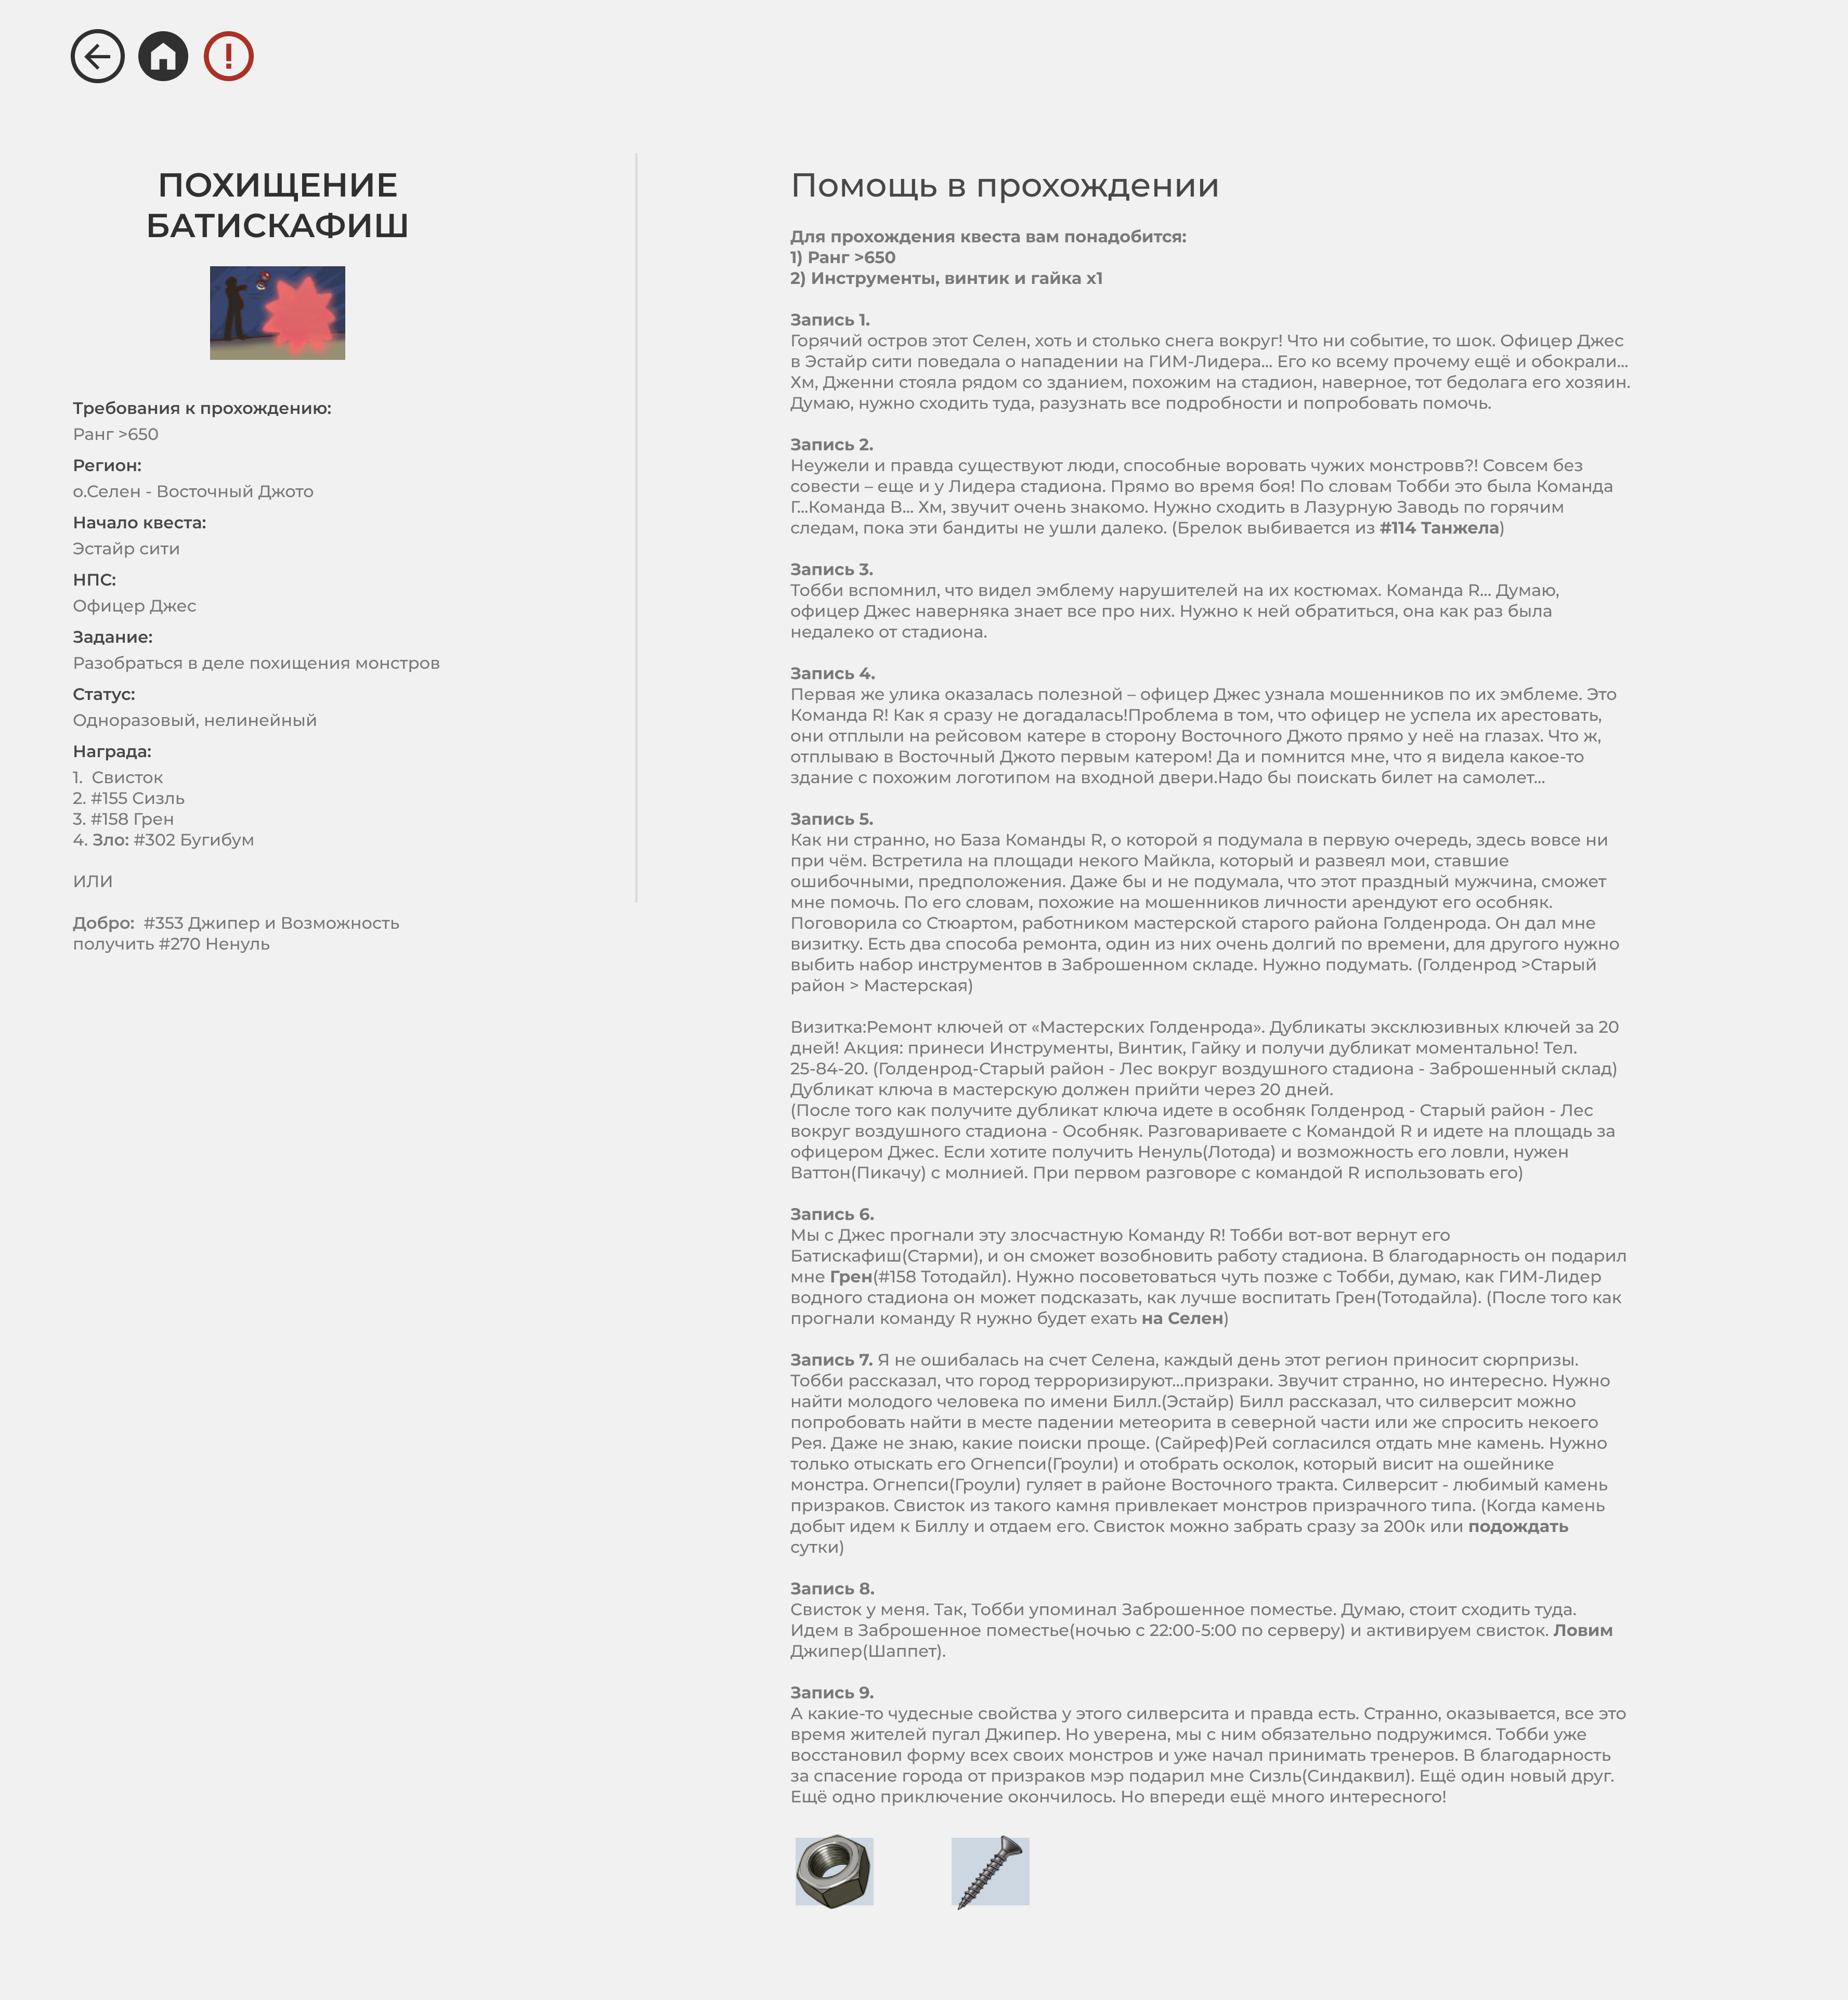 ПОХИЩЕНИЕ
БАТИСКАФИШ
Требования к прохождению:
Ранг >650
Регион:
о.Селен - Восточный Джото
Начало квеста:
Эстайр сити
НПС:
Офицер Джес
Задание:
Разобраться в деле похищения монстров
Статус:
Одноразовый, нелинейный
Награда:
1.  Свисток
2. #155 Сизль
3. #158 Грен
4. Зло: #302 Бугибум
ИЛИ
Добро:  #353 Джипер и Возможность
получить #270 Ненуль
Помощь в прохождении
Для прохождения квеста вам понадобится:
1) Ранг >650
2) Инструменты, винтик и гайка х1
Запись 1.
Горячий остров этот Селен, хоть и столько снега вокруг! Что ни событие, то шок. Офицер Джес
в Эстайр сити поведала о нападении на ГИМ-Лидера... Его ко всему прочему ещё и обокрали...
Хм, Дженни стояла рядом со зданием, похожим на стадион, наверное, тот бедолага его хозяин.
Думаю, нужно сходить туда, разузнать все подробности и попробовать помочь.
Запись 2.
Неужели и правда существуют люди, способные воровать чужих монстровв?! Совсем без
совести – еще и у Лидера стадиона. Прямо во время боя! По словам Тобби это была Команда
Г...Команда В... Хм, звучит очень знакомо. Нужно сходить в Лазурную Заводь по горячим
следам, пока эти бандиты не ушли далеко. (Брелок выбивается из #114 Танжела)
Запись 3.
Тобби вспомнил, что видел эмблему нарушителей на их костюмах. Команда R... Думаю,
офицер Джес наверняка знает все про них. Нужно к ней обратиться, она как раз была
недалеко от стадиона.
Запись 4.
Первая же улика оказалась полезной – офицер Джес узнала мошенников по их эмблеме. Это
Команда R! Как я сразу не догадалась!Проблема в том, что офицер не успела их арестовать,
они отплыли на рейсовом катере в сторону Восточного Джото прямо у неё на глазах. Что ж,
отплываю в Восточный Джото первым катером! Да и помнится мне, что я видела какое-то
здание с похожим логотипом на входной двери.Надо бы поискать билет на самолет...
Запись 5.
Как ни странно, но База Команды R, о которой я подумала в первую очередь, здесь вовсе ни
при чём. Встретила на площади некого Майкла, который и развеял мои, ставшие
ошибочными, предположения. Даже бы и не подумала, что этот праздный мужчина, сможет
мне помочь. По его словам, похожие на мошенников личности арендуют его особняк.
Поговорила со Стюартом, работником мастерской старого района Голденрода. Он дал мне
визитку. Есть два способа ремонта, один из них очень долгий по времени, для другого нужно
выбить набор инструментов в Заброшенном складе. Нужно подумать. (Голденрод >Старый
район > Мастерская)
Визитка:Ремонт ключей от «Мастерских Голденрода». Дубликаты эксклюзивных ключей за 20
дней! Акция: принеси Инструменты, Винтик, Гайку и получи дубликат моментально! Тел.
25-84-20. (Голденрод-Старый район - Лес вокруг воздушного стадиона - Заброшенный склад)
Дубликат ключа в мастерскую должен прийти через 20 дней.
(После того как получите дубликат ключа идете в особняк Голденрод - Старый район - Лес
вокруг воздушного стадиона - Особняк. Разговариваете с Командой R и идете на площадь за
офицером Джес. Если хотите получить Ненуль(Лотода) и возможность его ловли, нужен
Ваттон(Пикачу) с молнией. При первом разговоре с командой R использовать его)
Запись 6.
Мы с Джес прогнали эту злосчастную Команду R! Тобби вот-вот вернут его
Батискафиш(Старми), и он сможет возобновить работу стадиона. В благодарность он подарил
мне Грен(#158 Тотодайл). Нужно посоветоваться чуть позже с Тобби, думаю, как ГИМ-Лидер
водного стадиона он может подсказать, как лучше воспитать Грен(Тотодайла). (После того как
прогнали команду R нужно будет ехать на Селен)
Запись 7. Я не ошибалась на счет Селена, каждый день этот регион приносит сюрпризы.
Тобби рассказал, что город терроризируют...призраки. Звучит странно, но интересно. Нужно
найти молодого человека по имени Билл.(Эстайр) Билл рассказал, что силверсит можно
попробовать найти в месте падении метеорита в северной части или же спросить некоего
Рея. Даже не знаю, какие поиски проще. (Сайреф)Рей согласился отдать мне камень. Нужно
только отыскать его Огнепси(Гроули) и отобрать осколок, который висит на ошейнике
монстра. Огнепси(Гроули) гуляет в районе Восточного тракта. Силверсит - любимый камень
призраков. Свисток из такого камня привлекает монстров призрачного типа. (Когда камень
добыт идем к Биллу и отдаем его. Свисток можно забрать сразу за 200к или подождать
сутки)
Запись 8.
Свисток у меня. Так, Тобби упоминал Заброшенное поместье. Думаю, стоит сходить туда.
Идем в Заброшенное поместье(ночью с 22:00-5:00 по серверу) и активируем свисток. Ловим
Джипер(Шаппет).
Запись 9.
А какие-то чудесные свойства у этого силверсита и правда есть. Странно, оказывается, все это
время жителей пугал Джипер. Но уверена, мы с ним обязательно подружимся. Тобби уже
восстановил форму всех своих монстров и уже начал принимать тренеров. В благодарность
за спасение города от призраков мэр подарил мне Сизль(Синдаквил). Ещё один новый друг.
Ещё одно приключение окончилось. Но впереди ещё много интересного!